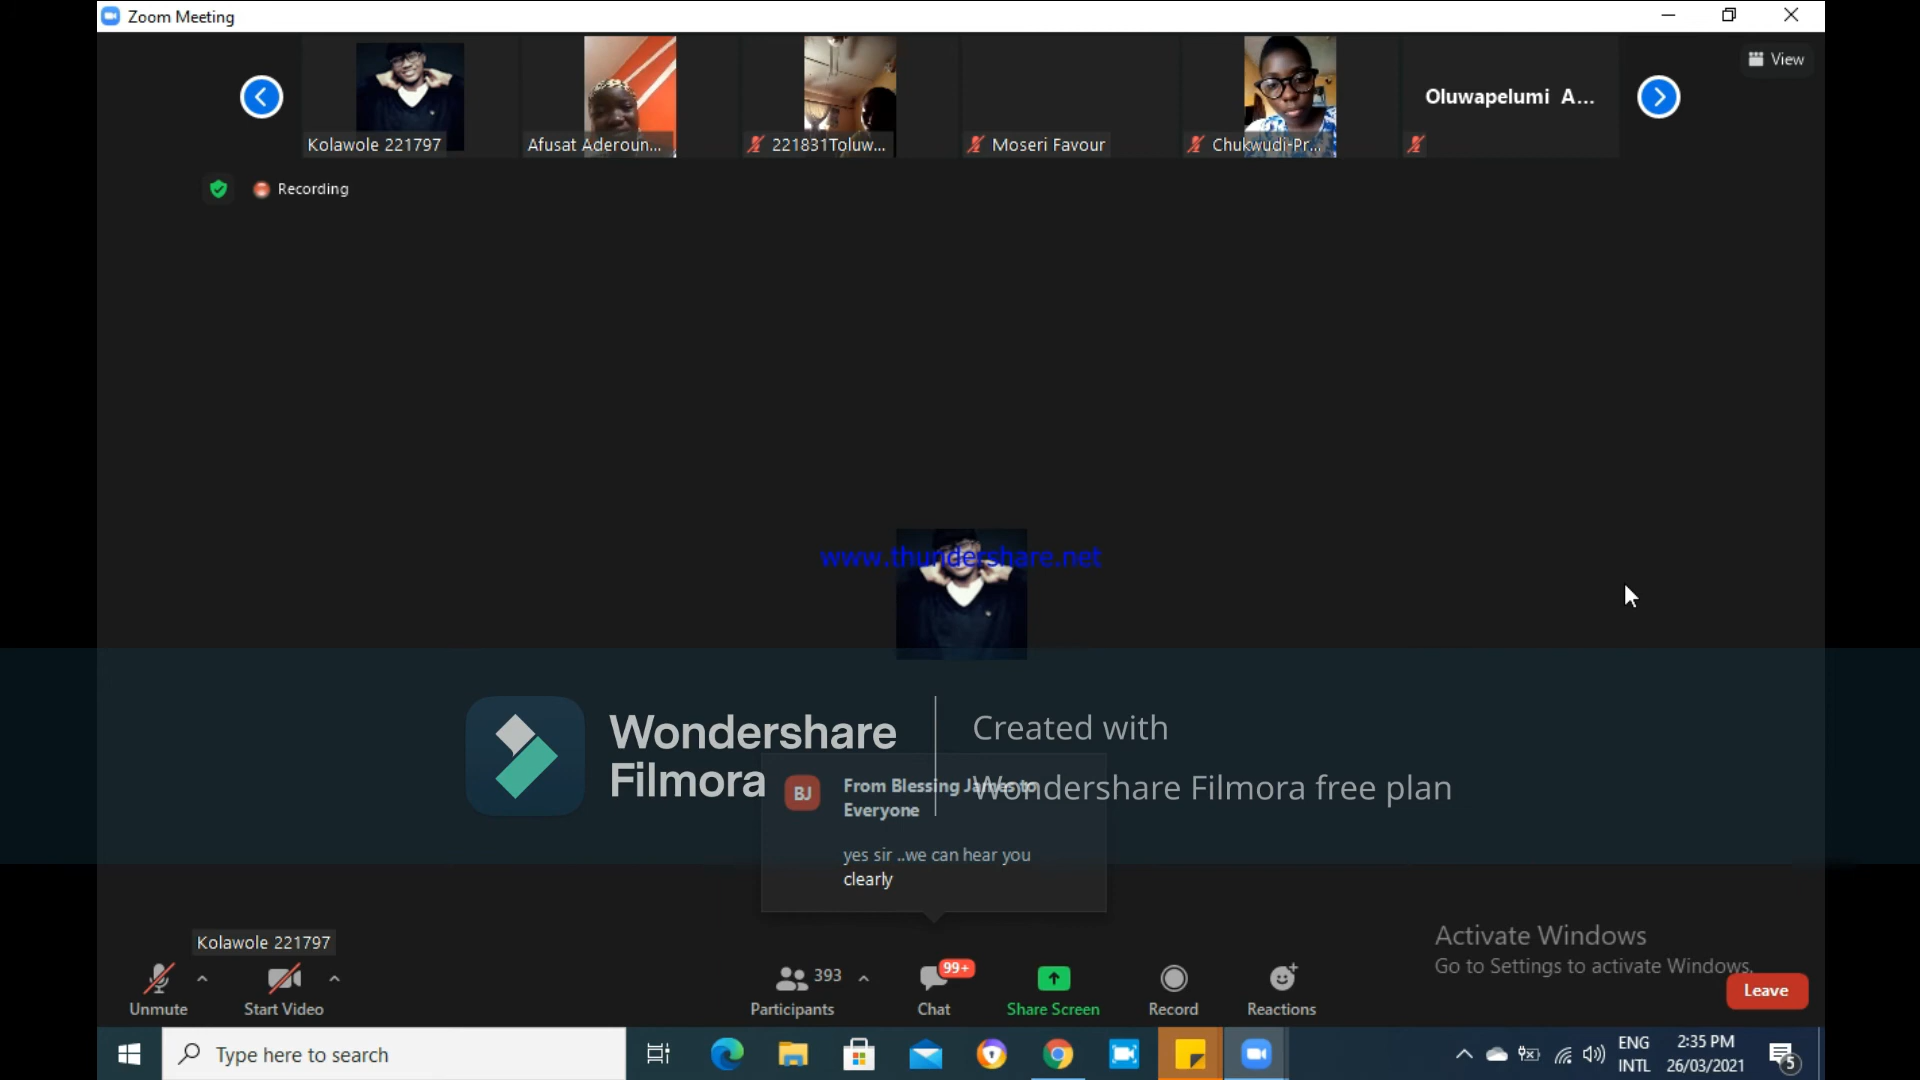 Zoom Meeting
View
Oluwapelumi A...
Kolawole 221797
Afusat Aderoun...
221831Toluw...
Moseri Favour
Chukwudi-Pr...
Recording
www.thundershare.net
Wondershare
Filmora
Created with
Wondershare Filmora free plan
BJ
From Blessing James to
Everyone
yes sir ..we can hear you
clearly
Kolawole 221797
Activate Windows
Go to Settings to activate Windows.
Unmute
Start Video
393
Participants
99+
Chat
Share Screen
Record
Reactions
Leave
Type here to search
ENG
INTL
2:35 PM
26/03/2021
5